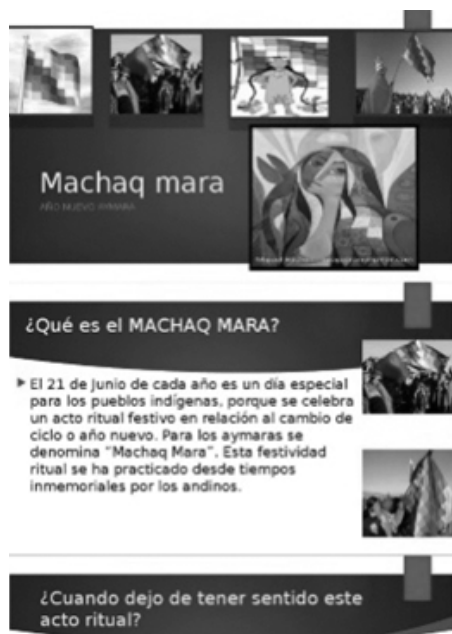 Machaq mara
AÑO NUEVO AYMARA
¿Qué es el MACHAQ MARA?
El 21 de Junio de cada año es un día especial
para los pueblos indígenas, porque se celebra
un acto ritual festivo en relación al cambio de
ciclo o año nuevo. Para los aymaras se
denomina “Machaq Mara”. Esta festividad
ritual se ha practicado desde tiempos
inmemoriales por los andinos.
¿Cuando dejo de tener sentido este
acto ritual?